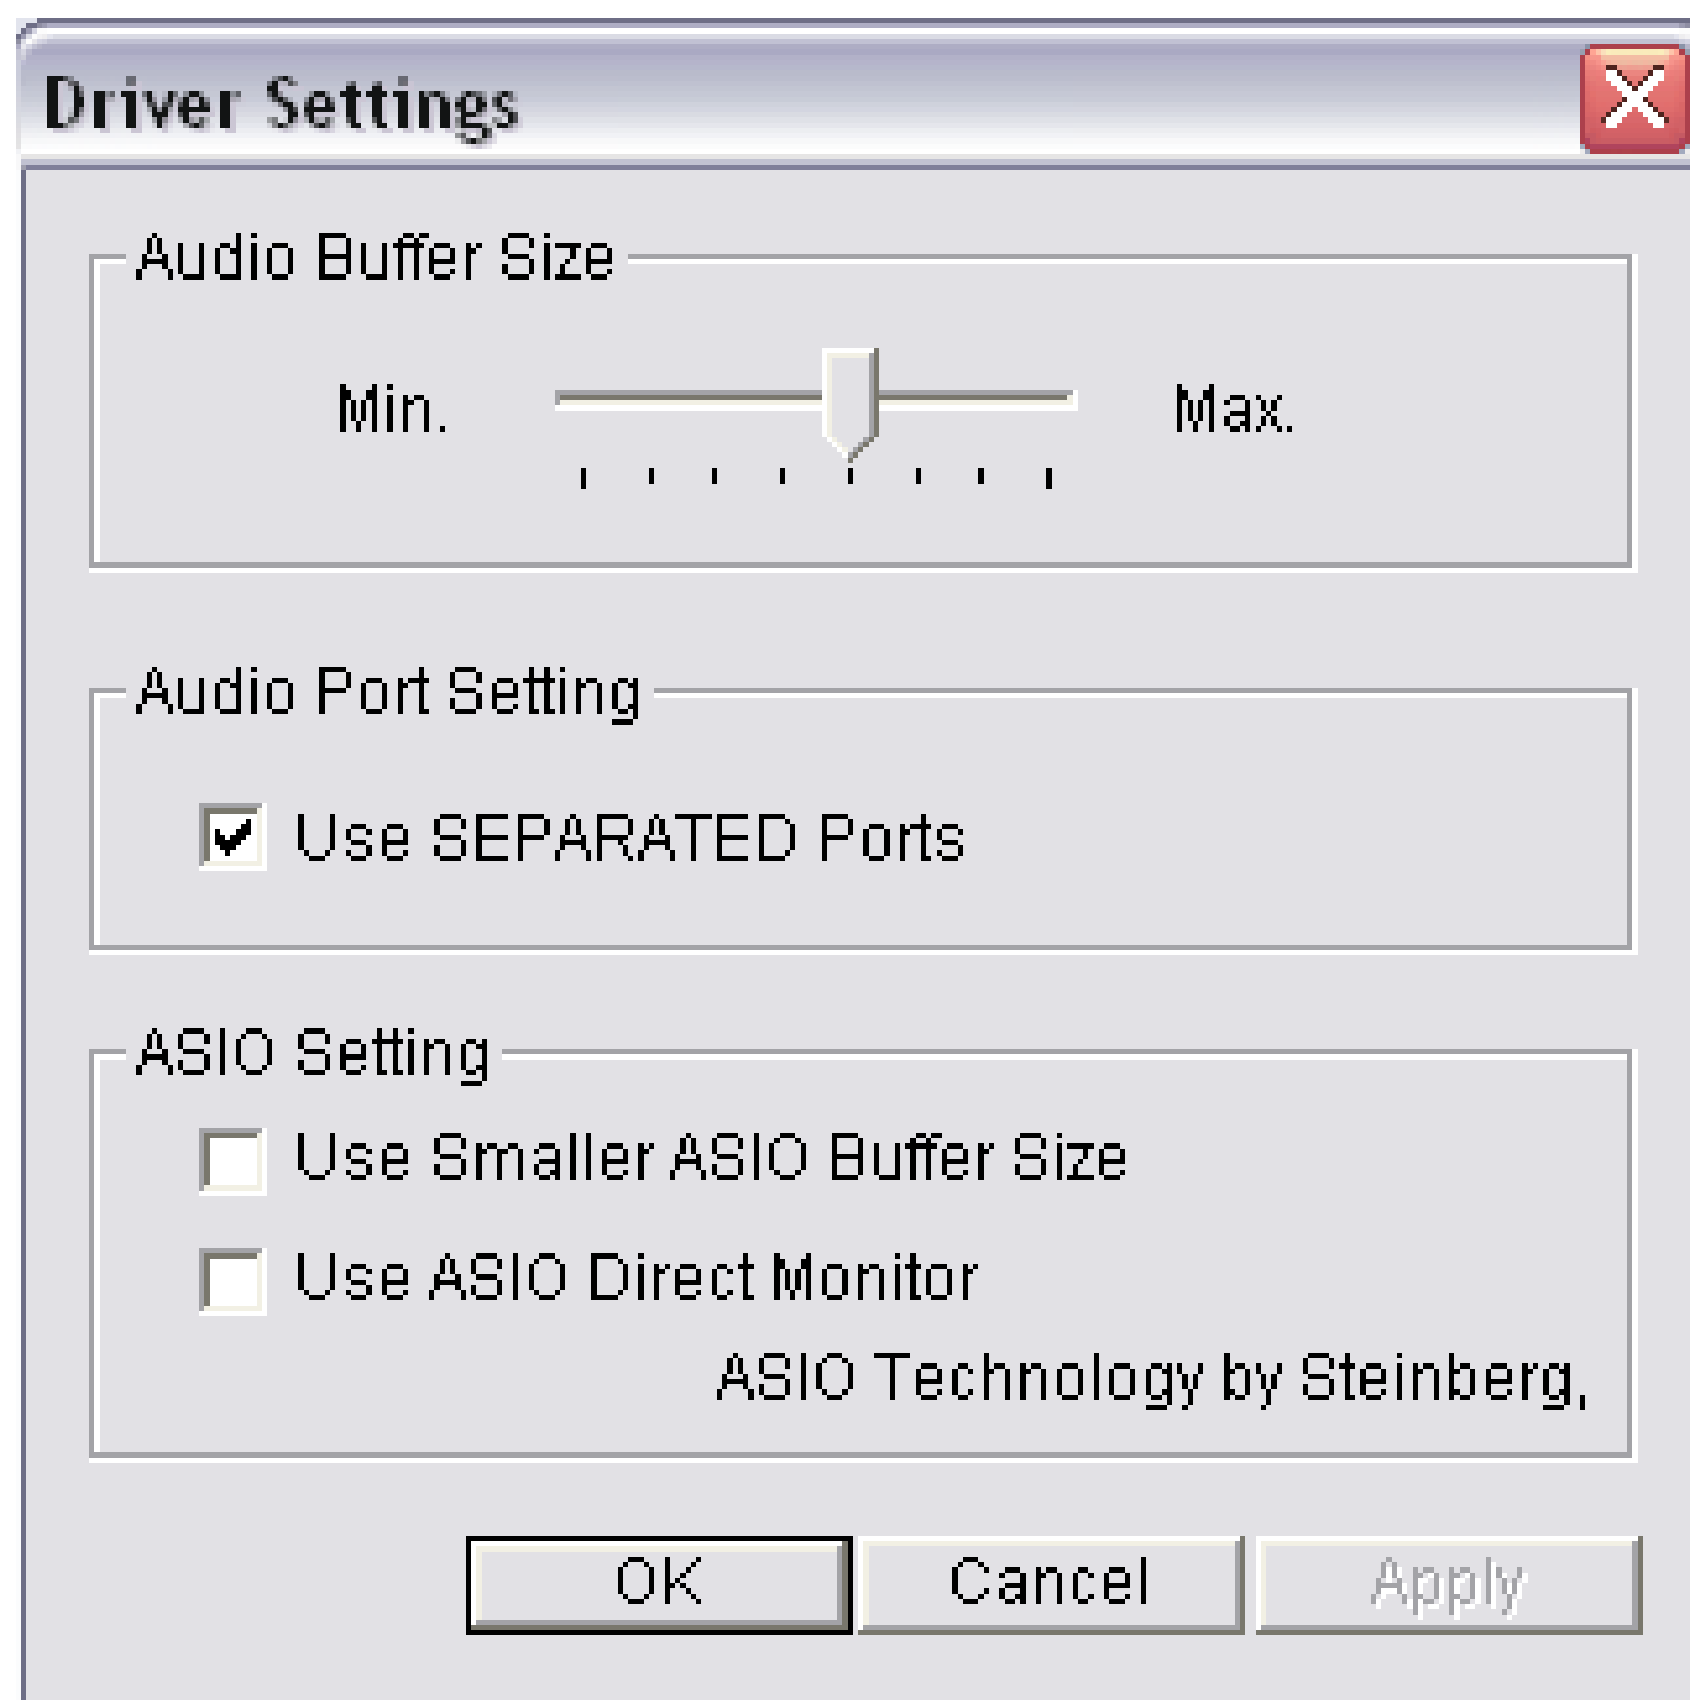 Driver Settings
Audio Buffer Size
Min. Max.
Audio Port Setting
Use SEPARATED Ports
ASIO Setting
Use Smaller ASIO Buffer Size
Use ASIO Direct Monitor
ASIO Technology by Steinberg,
OK Cancel Apply